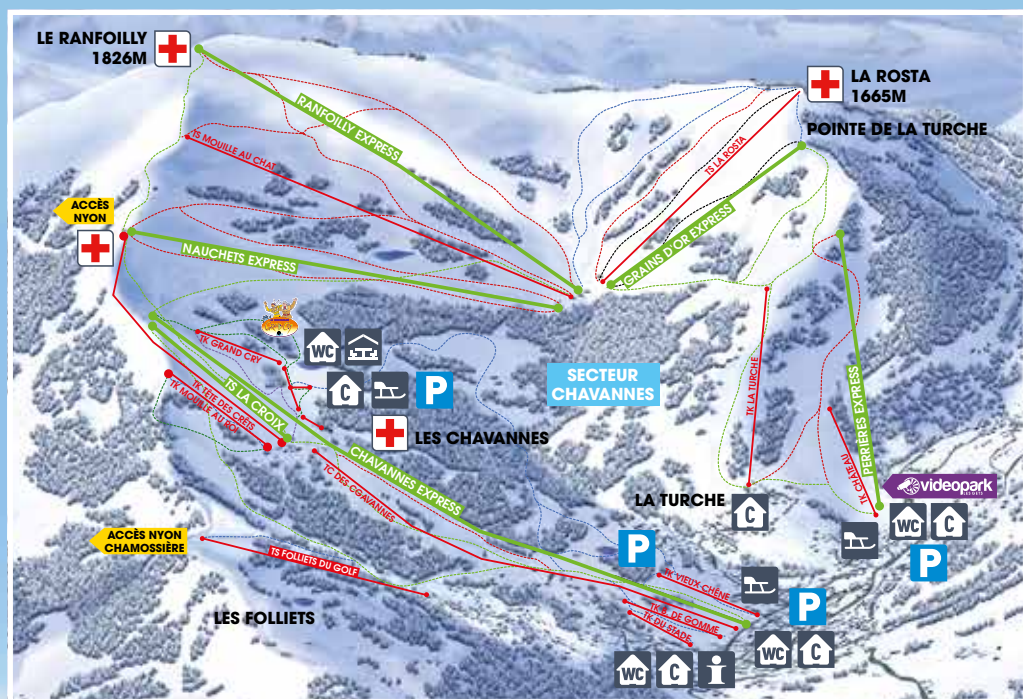 LE RANFOILLY
1826M
LA ROSTA
1665M
POINTE DE LA TURCHE
RANFOILLY EXPRESS
TS MOUILLE AU CHAT
TS LA ROSTA
ACCÈS
NYON
NAUCHETS EXPRESS
GRAINS D'OR EXPRESS
TK GRAND CRY
WC
C
P
SECTEUR
CHAVANNES
TS LA CROIX
TK TÊTE DES CRÊTS
TK MOUILLE AU ROI
LES CHAVANNES
CHAVANNES EXPRESS
TC DES CGAVANNES
TK LA TURCHE
PERRIÈRES EXPRESS
TK CHATEAU
videopark
LES GETS
LA TURCHE
C
WC
C
P
ACCÈS NYON
CHAMOSSIÈRE
TS FOLLIETS DU GOLF
P
TK VIEUX CHÊNE
P
LES FOLLIETS
DE GOMME
TK DU STADE
WC
C
WC
C
i